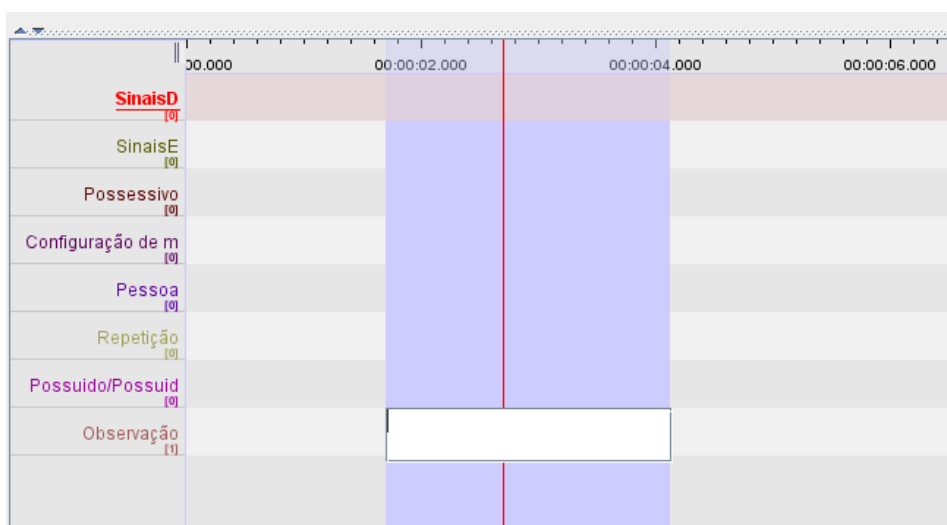 00.000 00:00:02.000 00:00:04.000 00:00:06.000
SinaisD
[0]
SinaisE
[0]
Possessivo
[0]
Configuração de m
[0]
Pessoa
[0]
Repetição
[0]
Possuido/Possuid
[0]
Observação
[1]